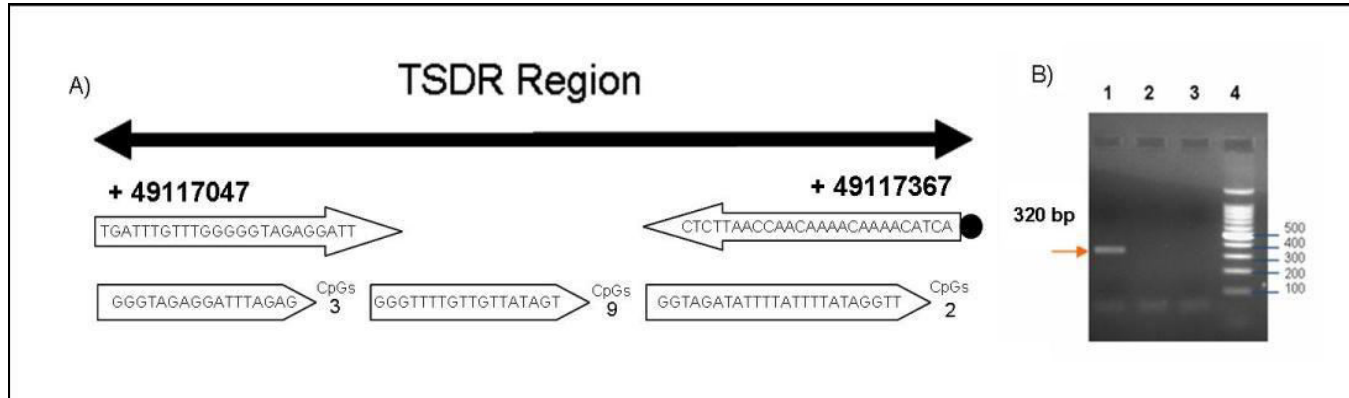 A)
TSDR Region
+ 49117047
+ 49117367
TGATTTGTTTGGGGGTAGAGGATT
CTCTTAACCAACAAAACAAAACATCA
GGGTAGAGGATTTAGAG
CpGs
3
GGGTTTTGTTGTTATAGT
CpGs
9
GGTAGATATTTTATTTTATAGGTT
CpGs
2
B)
1 2 3 4
320 bp
500
400
300
200
100